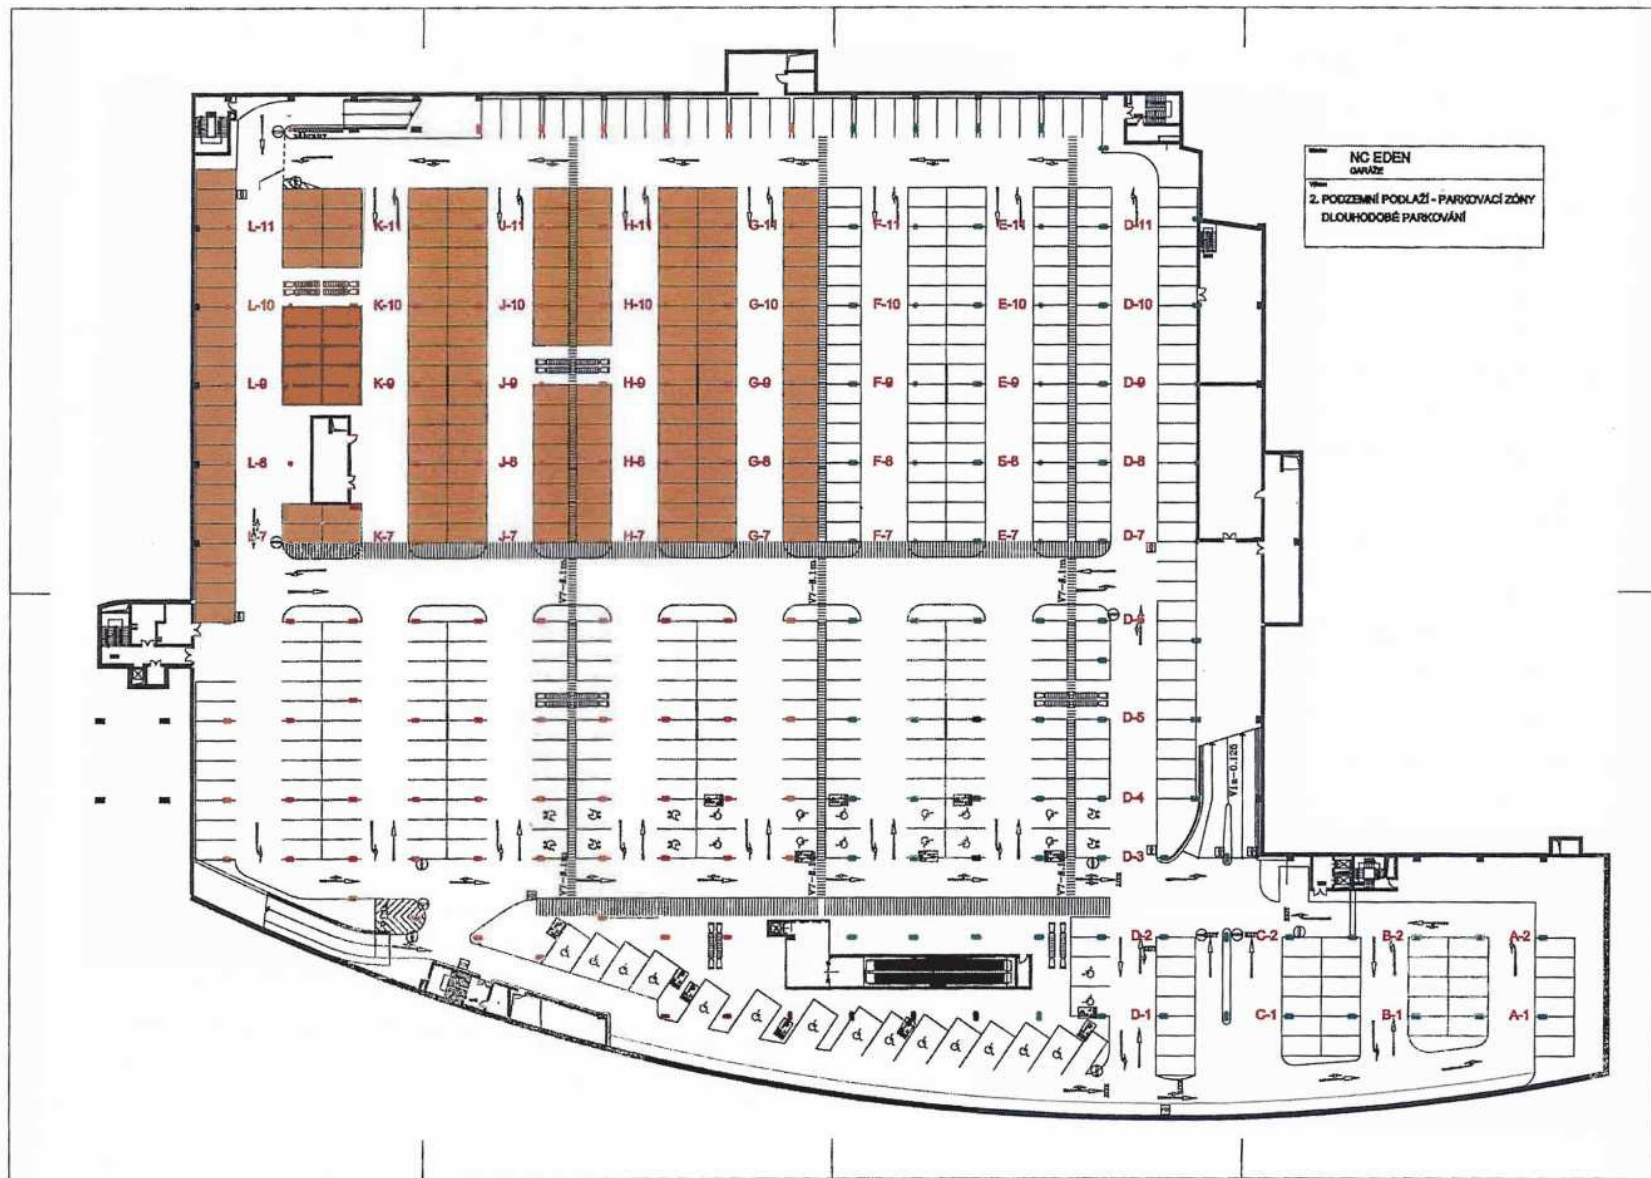 NC EDEN
GARÁŽE
2. PODZEMNÍ PODLAŽÍ - PARKOVACÍ ZÓNY
DLOUHODOBÉ PARKOVÁNÍ
L-11 K-11 J-11 H-11 G-11 F-11 E-11 D-11
L-10 K-10 J-10 H-10 G-10 F-10 E-10 D-10
L-9 K-9 J-9 H-9 G-9 F-9 E-9 D-9
L-8 J-8 H-8 G-8 F-8 E-8 D-8
L-7 K-7 J-7 H-7 G-7 F-7 E-7 D-7
D-6
D-5
D-4
D-3
D-2 C-2 B-2 A-2
D-1 C-1 B-1 A-1